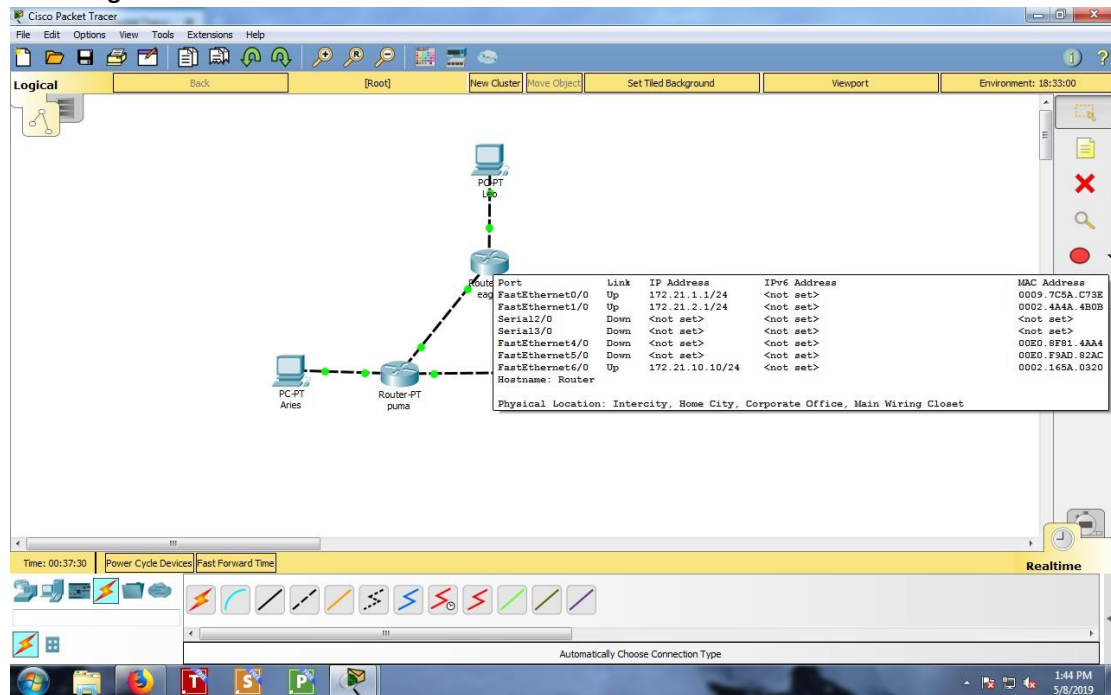 Cisco Packet Tracer
File Edit Options View Tools Extensions Help
Logical Back [Root] New Cluster Move Object Set Tiled Background Viewport Environment: 18:33:00
PC-PT
Leo
Port Link IP Address IPv6 Address MAC Address
FastEthernet0/0 Up 172.21.1.1/24 <not set> 0009.7C5A.C73E
FastEthernet1/0 Up 172.21.2.1/24 <not set> 0002.4A4A.4B0B
Serial2/0 Down <not set> <not set> <not set>
Serial3/0 Down <not set> <not set> <not set>
FastEthernet4/0 Down <not set> <not set> 00E0.8F81.4AA4
FastEthernet5/0 Down <not set> <not set> 00E0.F9AD.82AC
FastEthernet6/0 Up 172.21.10.10/24 <not set> 0002.165A.0320
Hostname: Router
Physical Location: Intercity, Home City, Corporate Office, Main Wiring Closet
Route
eag
PC-PT
Aries
Router-PT
puma
Time: 00:37:30 Power Cycle Devices Fast Forward Time Realtime
Automatically Choose Connection Type
1:44 PM
5/8/2019